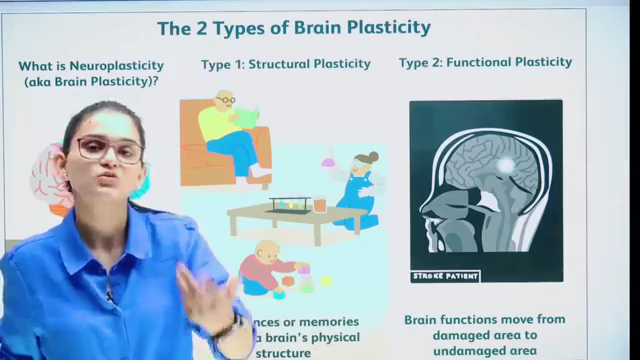 The 2 Types of Brain Plasticity
What is Neuroplasticity
(aka Brain Plasticity)?
Type 1: Structural Plasticity
nces or memories
a brain's physical
structure
Type 2: Functional Plasticity
STROKE PATIENT
Brain functions move from
damaged area to
undamaged area